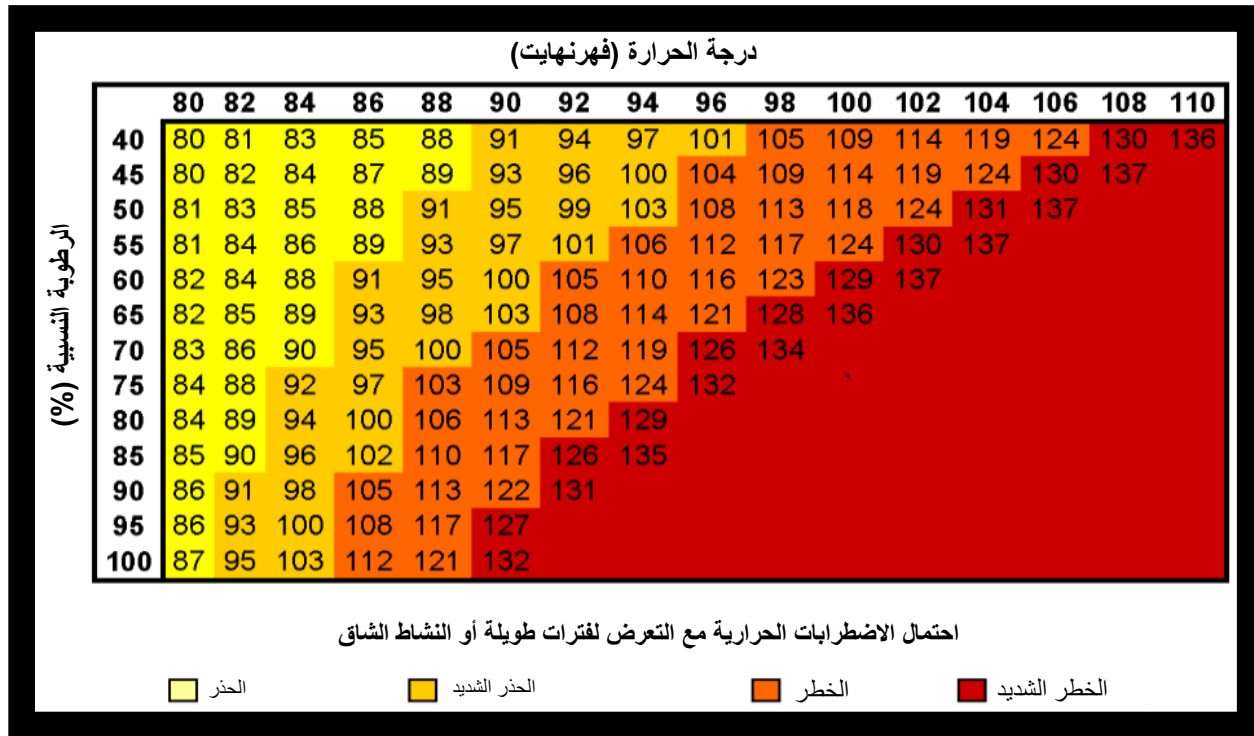 درجة الحرارة (فهرنهايت)
80 82 84 86 88 90 92 94 96 98 100 102 104 106 108 110
الرطوبة النسبية (%)
40 80 81 83 85 88 91 94 97 101 105 109 114 119 124 130 136
45 80 82 84 87 89 93 96 100 104 109 114 119 124 130 137
50 81 83 85 88 91 95 99 103 108 113 118 124 131 137
55 81 84 86 89 93 97 101 106 112 117 124 130 137
60 82 84 88 91 95 100 105 110 116 123 129 137
65 82 85 89 93 98 103 108 114 121 128 136
70 83 86 90 95 100 105 112 119 126 134
75 84 88 92 97 103 109 116 124 132
80 84 89 94 100 106 113 121 129
85 85 90 96 102 110 117 126 135
90 86 91 98 105 113 122 131
95 86 93 100 108 117 127
100 87 95 103 112 121 132
احتمال الاضطرابات الحرارية مع التعرض لفترات طويلة أو النشاط الشاق
الخطر الشديد الخطر الحذر الشديد الحذر